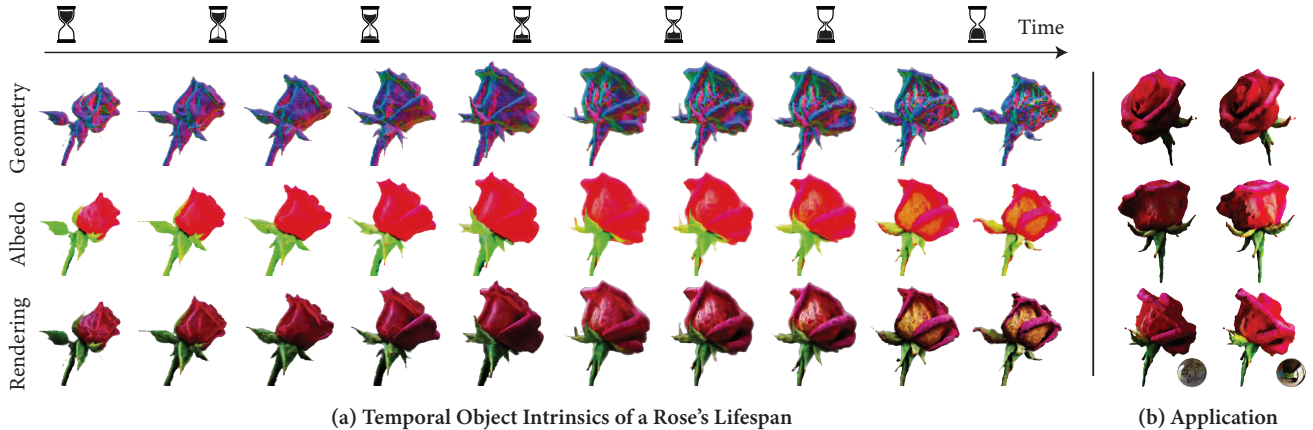 Time
Geometry
Albedo
Rendering
(a) Temporal Object Intrinsics of a Rose's Lifespan
(b) Application